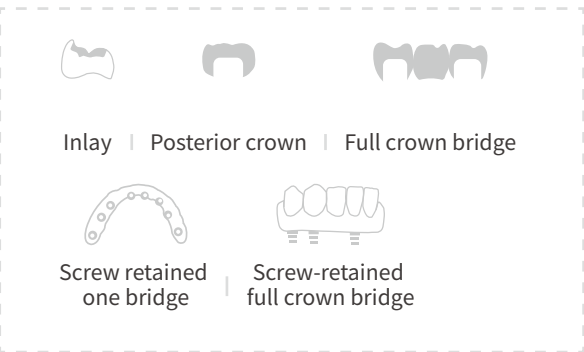 Inlay | Posterior crown | Full crown bridge
Screw retained one bridge | Screw-retained full crown bridge